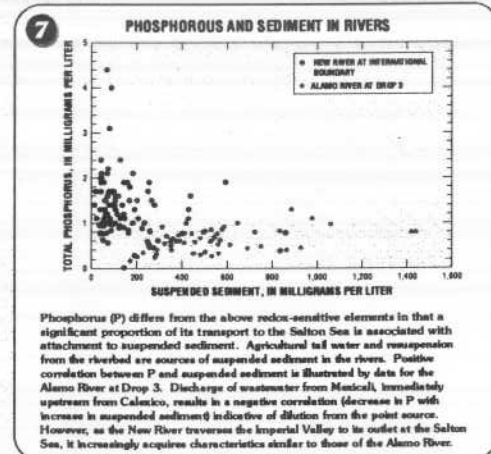 7
PHOSPHOROUS AND SEDIMENT IN RIVERS
TOTAL PHOSPHORUS, IN MILLIGRAMS PER LITER
5
4
3
2
1
0
NEW RIVER AT INTERNATIONAL
BOUNDARY
ALAMO RIVER AT DROP 3
0 200 400 600 800 1,000 1,200 1,400 1,600
SUSPENDED SEDIMENT, IN MILLIGRAMS PER LITER
Phosphorus (P) differs from the above redox-sensitive elements in that a
significant proportion of its transport to the Salton Sea is associated with
attachment to suspended sediment. Agricultural tail water and resuspension
from the riverbed are sources of suspended sediment in the rivers. Positive
correlation between P and suspended sediment is illustrated by data for the
Alamo River at Drop 3. Discharge of wastewater from Mexicali, immediately
upstream from Calexico, results in a negative correlation (decrease in P with
increase in suspended sediment) indicative of dilution from the point source.
However, as the New River traverses the Imperial Valley to its outlet at the Salton
Sea, it increasingly acquires characteristics similar to those of the Alamo River.